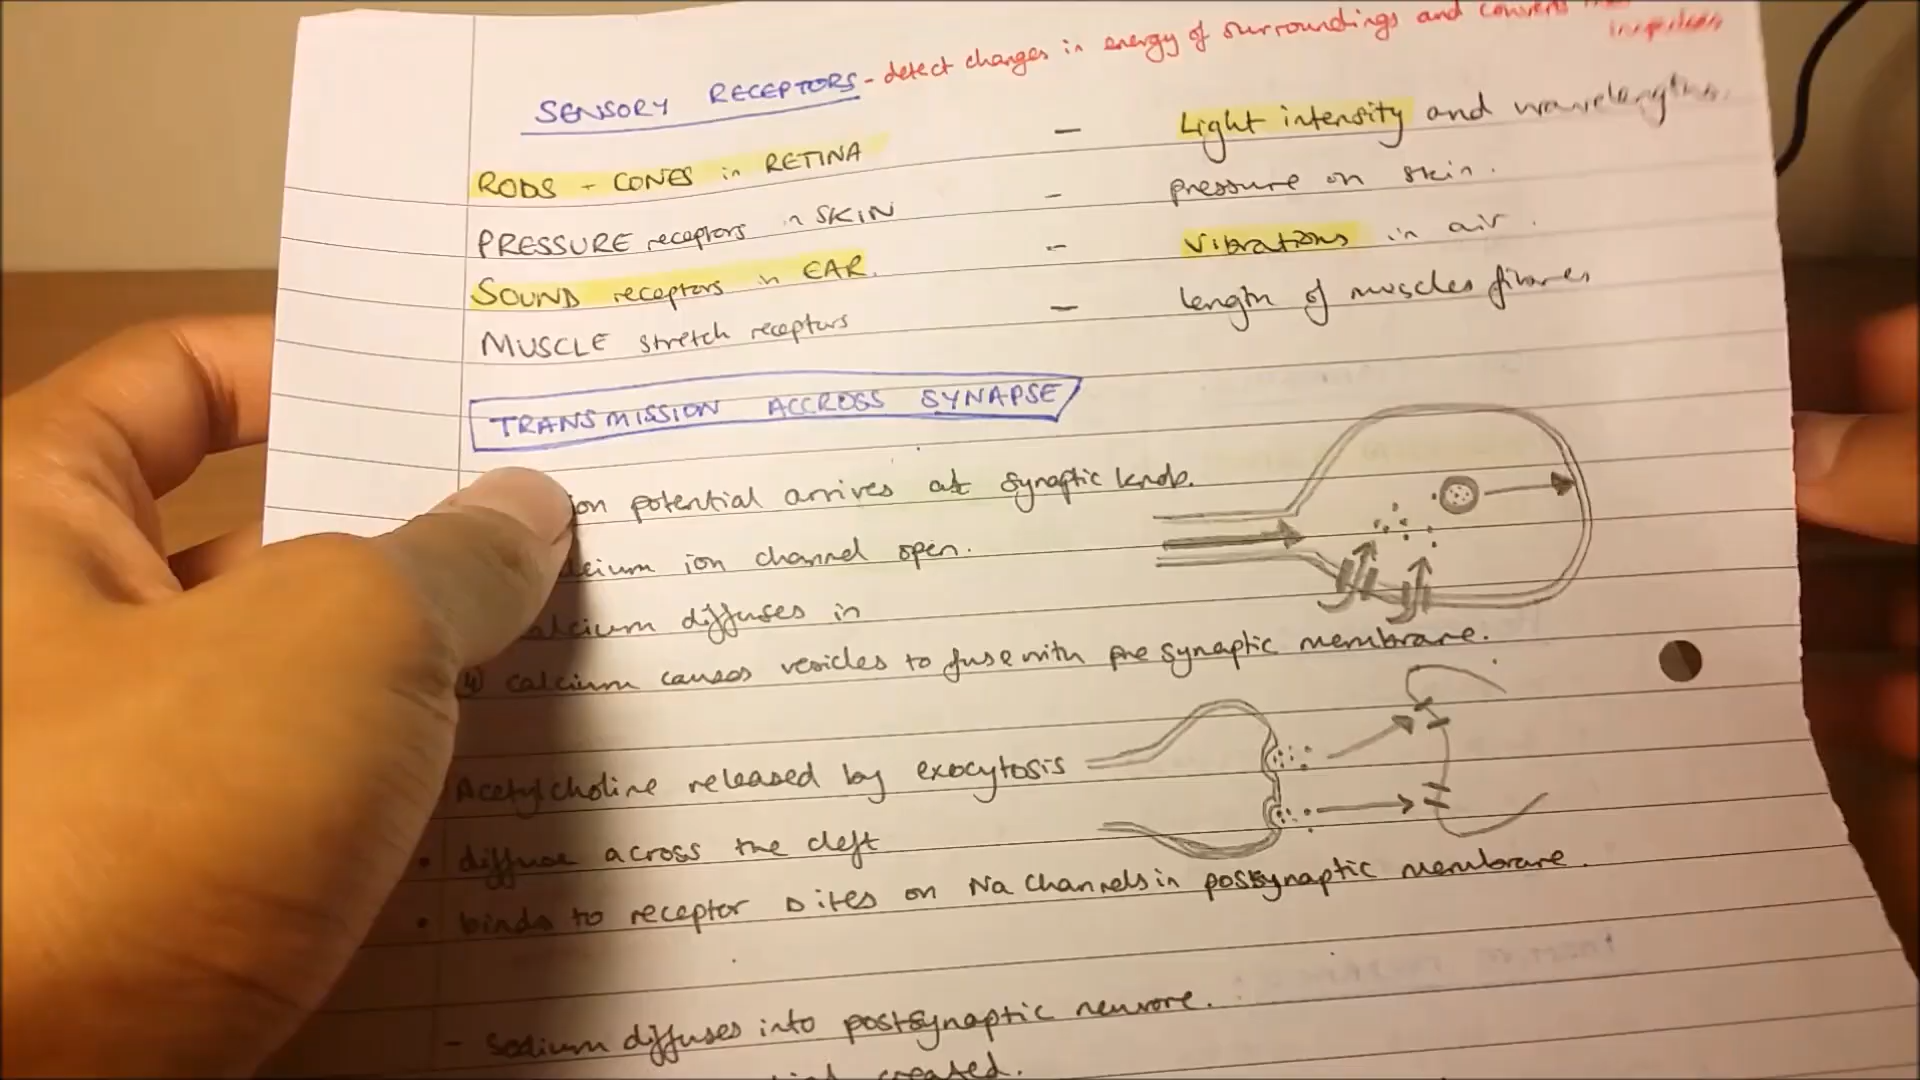 SENSORY RECEPTORS - detect changes in energy of surroundings and converts
impulses
RODS + CONES in RETINA - Light intensity and wavelengths.
PRESSURE receptors in SKIN - pressure on skin.
SOUND receptors in EAR. - Vibrations in air.
MUSCLE stretch receptors - length of muscles fibres
TRANSMISSION ACCROSS SYNAPSE
ion potential arrives at synaptic knob.
lcium ion channel open.
alcium diffuses in
4) calcium causes vesicles to fuse with pre synaptic membrane.
Acetylcholine released by exocytosis
• diffuse across the cleft
• binds to receptor sites on Na channels in postsynaptic membrane.
- Sodium diffuses into postsynaptic neurone.
created.